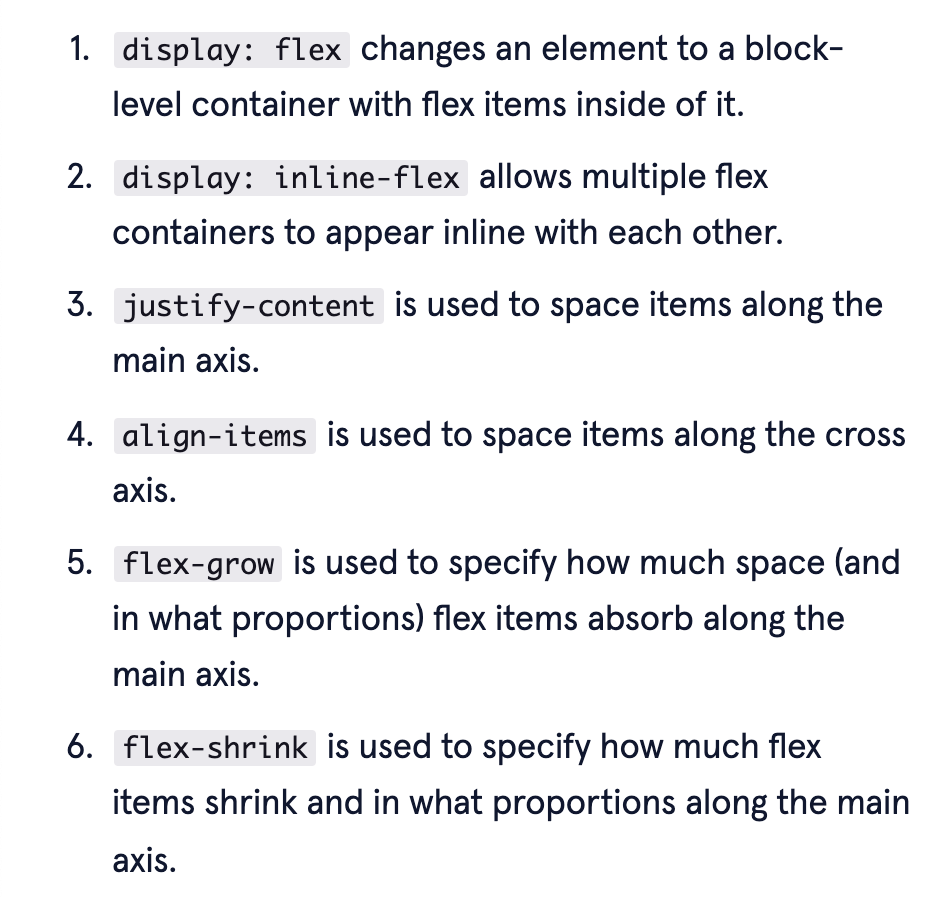 1. display: flex changes an element to a block-
level container with flex items inside of it.
2. display: inline-flex allows multiple flex
containers to appear inline with each other.
3. justify-content is used to space items along the
main axis.
4. align-items is used to space items along the cross
axis.
5. flex-grow is used to specify how much space (and
in what proportions) flex items absorb along the
main axis.
6. flex-shrink is used to specify how much flex
items shrink and in what proportions along the main
axis.